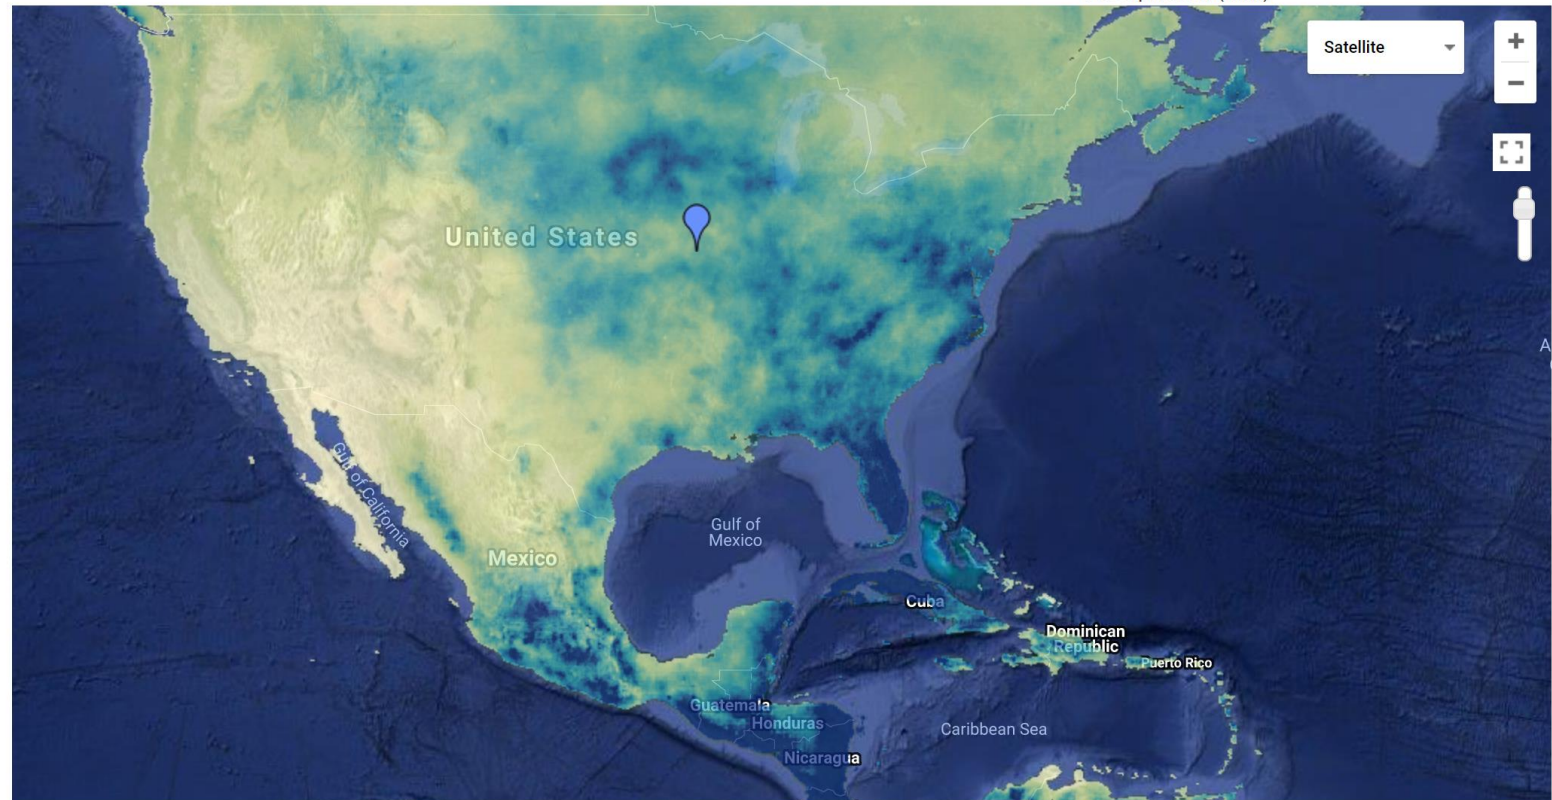 Satellite
+
−
United States
A
Gulf of California
Gulf of
Mexico
Mexico
Cuba
Dominican
Republic
Puerto Rico
Guatemala
Honduras
Caribbean Sea
Nicaragua